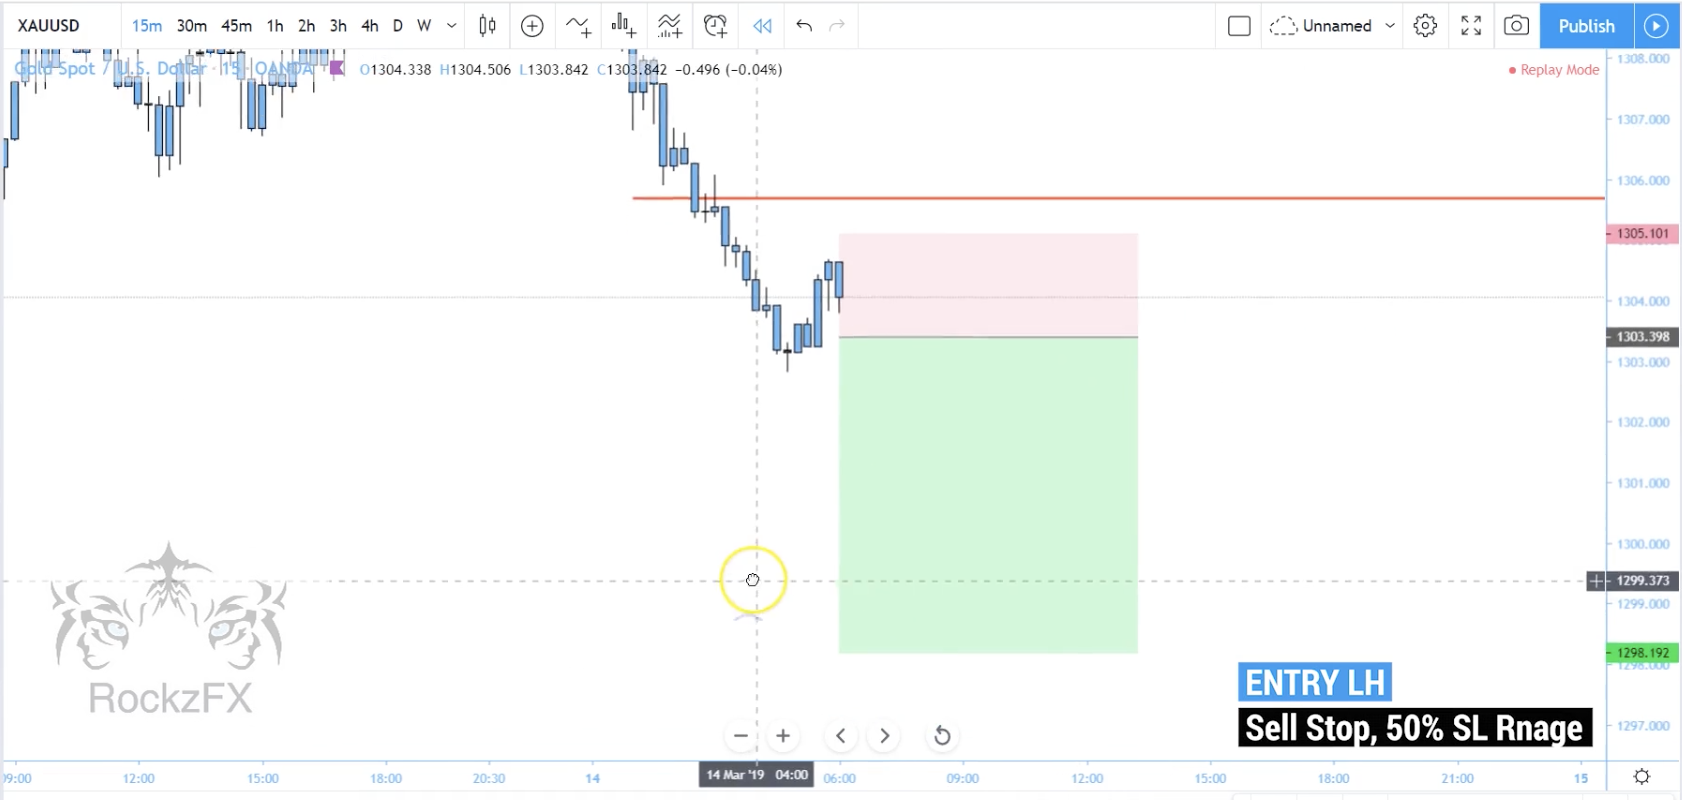 XAUUSD 15m 30m 45m 1h 2h 3h 4h D W Unnamed Publish
Gold Spot / U.S. Dollar · 15 · OANDA O1304.338 H1304.506 L1303.842 C1303.842 −0.496 (−0.04%)
Replay Mode
1308.000
1307.000
1306.000
1305.101
1304.000
1303.398
1303.000
1302.000
1301.000
1300.000
1299.373
1299.000
1298.192
1298.000
1297.000
RockzFX
ENTRY LH
Sell Stop, 50% SL Rnage
09:00 12:00 15:00 18:00 20:30 14 14 Mar '19 04:00 06:00 09:00 12:00 15:00 18:00 21:00 15